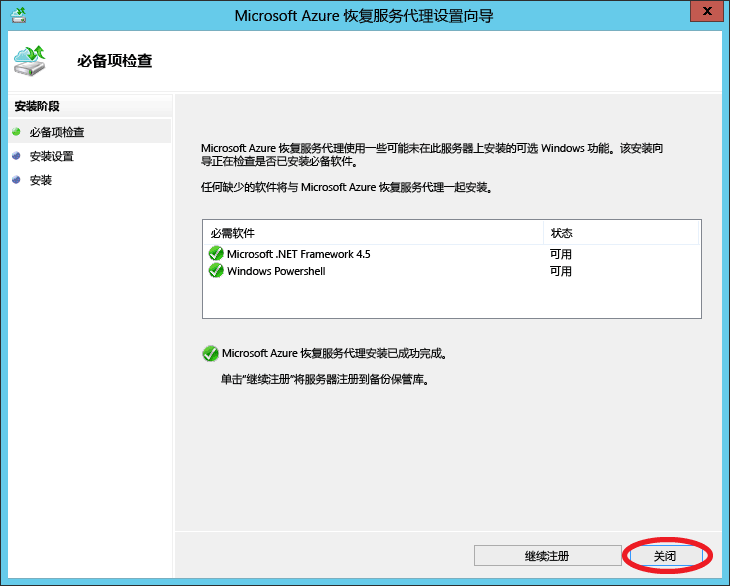 Microsoft Azure 恢复服务代理设置向导
x
必备项检查
安装阶段
必备项检查
安装设置
安装
Microsoft Azure 恢复服务代理使用一些可能未在此服务器上安装的可选 Windows 功能。该安装向
导正在检查是否已安装必备软件。
任何缺少的软件将与 Microsoft Azure 恢复服务代理一起安装。
必需软件 状态
Microsoft .NET Framework 4.5 可用
Windows Powershell 可用
Microsoft Azure 恢复服务代理安装已成功完成。
单击“继续注册”将服务器注册到备份保管库。
继续注册 关闭